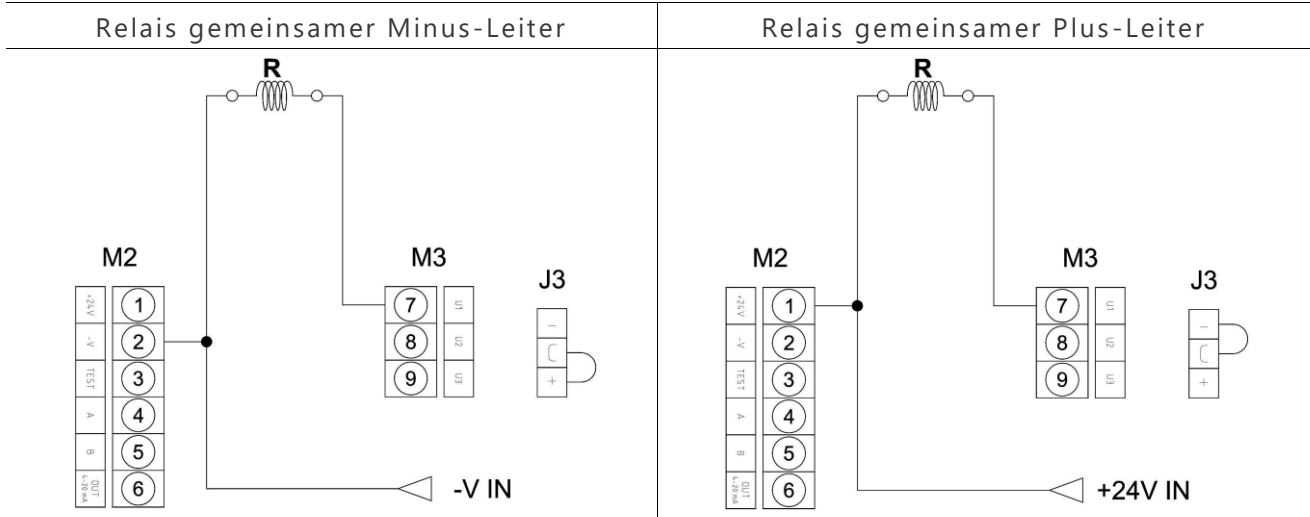 Relais gemeinsamer Minus-Leiter
Relais gemeinsamer Plus-Leiter
R
M2
+24V 1
-V 2
TEST 3
A 4
B 5
OUT
4-20 mA
6
M3
7 U1
8 U2
9 U3
J3
-
C
+
-V IN
R
M2
+24V 1
-V 2
TEST 3
A 4
B 5
OUT
4-20 mA
6
M3
7 U1
8 U2
9 U3
J3
-
C
+
+24V IN